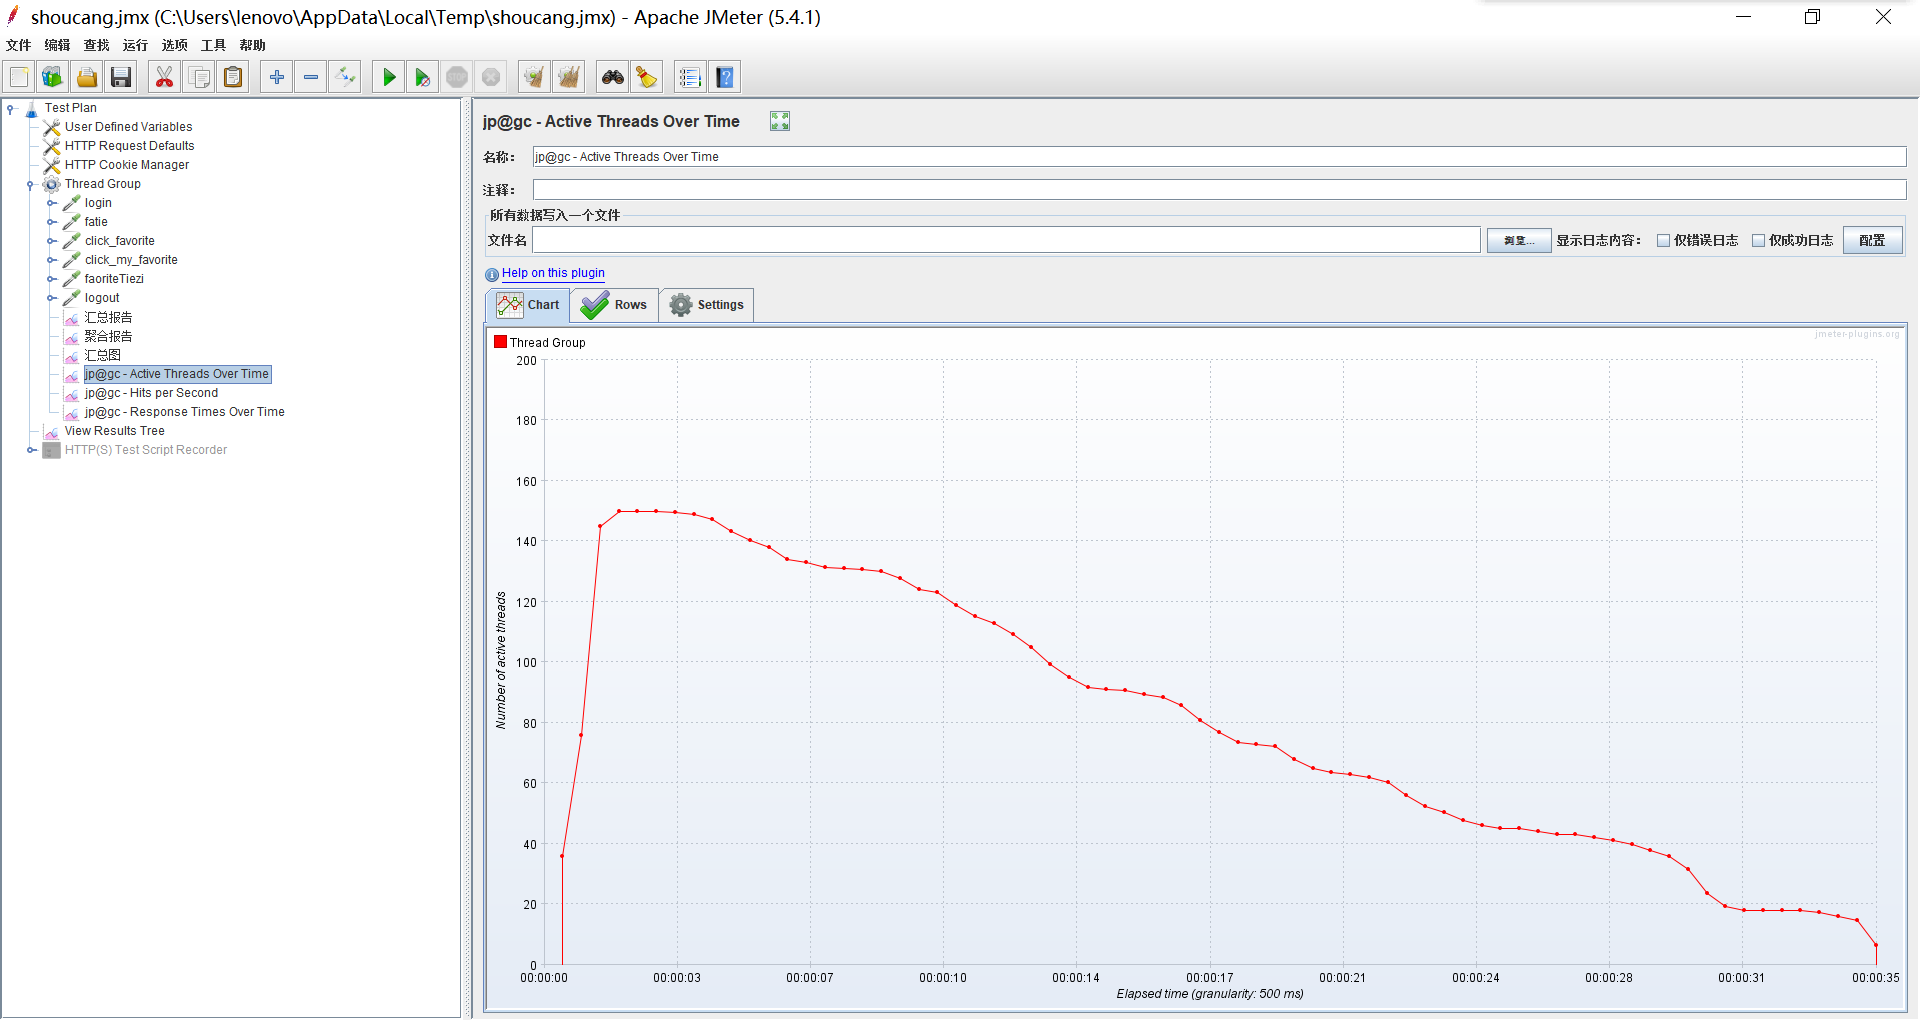 shoucang.jmx (C:\Users\lenovo\AppData\Local\Temp\shoucang.jmx) - Apache JMeter (5.4.1)
文件 编辑 查找 运行 选项 工具 帮助
STOP
Test Plan
User Defined Variables
HTTP Request Defaults
HTTP Cookie Manager
Thread Group
login
fatie
click_favorite
click_my_favorite
faoriteTiezi
logout
汇总报告
聚合报告
汇总图
jp@gc - Active Threads Over Time
jp@gc - Hits per Second
jp@gc - Response Times Over Time
View Results Tree
HTTP(S) Test Script Recorder
jp@gc - Active Threads Over Time
名称： jp@gc - Active Threads Over Time
注释：
所有数据写入一个文件
文件名 浏览... 显示日志内容： 仅错误日志 仅成功日志 配置
Help on this plugin
Chart Rows Settings
jmeter-plugins.org
Thread Group
200
180
160
140
120
100
80
60
40
20
0
Number of active threads
00:00:00 00:00:03 00:00:07 00:00:10 00:00:14 00:00:17 00:00:21 00:00:24 00:00:28 00:00:31 00:00:35
Elapsed time (granularity: 500 ms)